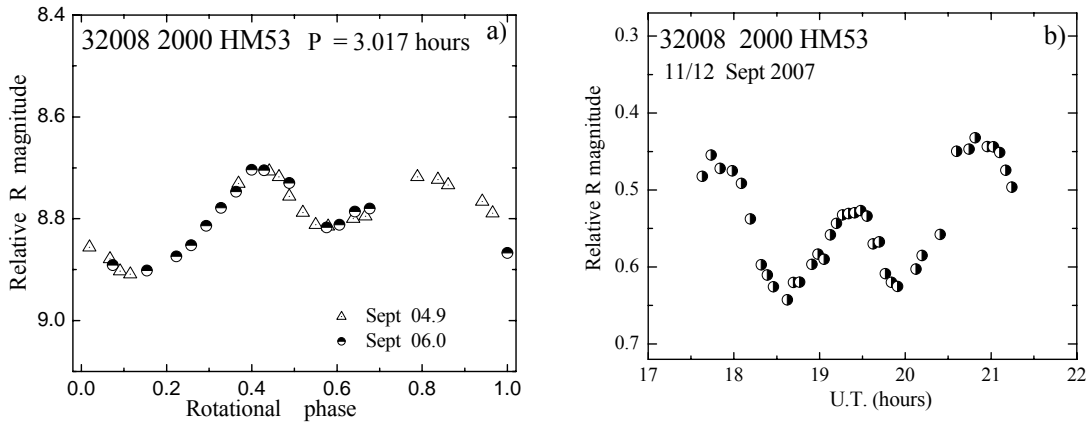 32008 2000 HM53 P = 3.017 hours a)
8.4
8.6
8.8
9.0
Relative R magnitude
Sept 04.9
Sept 06.0
0.0 0.2 0.4 0.6 0.8 1.0
Rotational phase
32008 2000 HM53 b)
11/12 Sept 2007
0.3
0.4
0.5
0.6
0.7
Relative R magnitude
17 18 19 20 21 22
U.T. (hours)